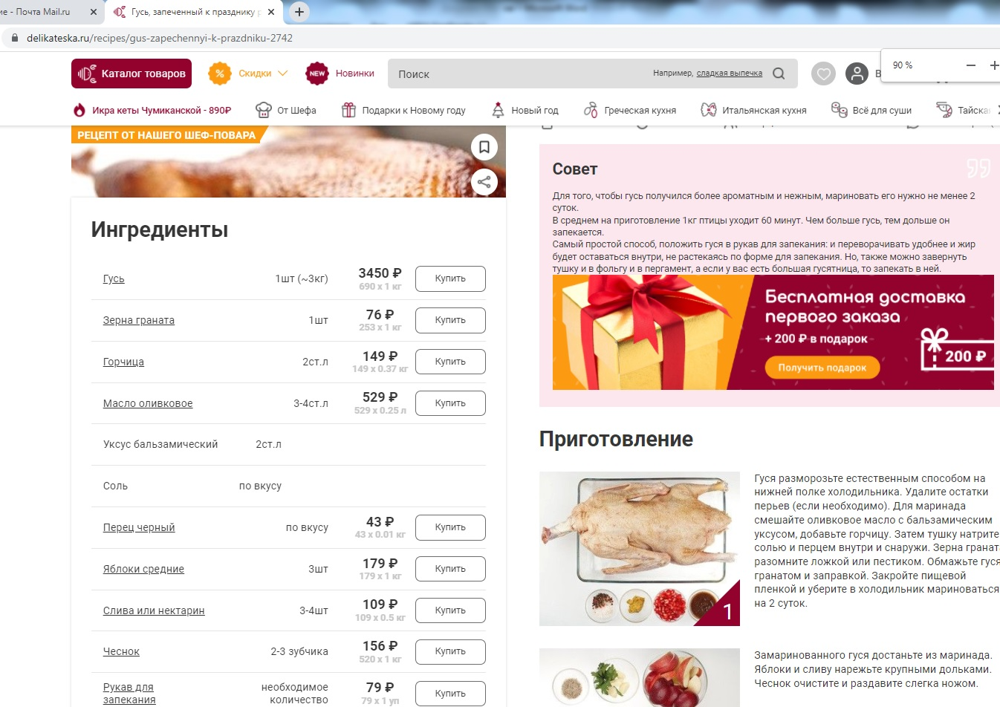 ие - Почта Mail.ru
Гусь, запеченный к празднику р
delikateska.ru/recipes/gus-zapechennyi-k-prazdniku-2742
90 %
Каталог товаров
%
Скидки
NEW
Новинки
Поиск
Например, сладкая выпечка
В
Икра кеты Чумиканской - 890₽
От Шефа
Подарки к Новому году
Новый год
Греческая кухня
Итальянская кухня
Всё для суши
Тайская
РЕЦЕПТ ОТ НАШЕГО ШЕФ-ПОВАРА
Ингредиенты
Гусь 1шт (~3кг) 3450 ₽ Купить
690 x 1 кг
Зерна граната 1шт 76 ₽ Купить
253 x 1 кг
Горчица 2ст.л 149 ₽ Купить
149 x 0.37 кг
Масло оливковое 3-4ст.л 529 ₽ Купить
529 x 0.25 л
Уксус бальзамический 2ст.л
Соль по вкусу
Перец черный по вкусу 43 ₽ Купить
43 x 0.01 кг
Яблоки средние 3шт 179 ₽ Купить
179 x 1 кг
Слива или нектарин 3-4шт 109 ₽ Купить
109 x 0.5 кг
Чеснок 2-3 зубчика 156 ₽ Купить
520 x 1 кг
Рукав для запекания необходимое количество 79 ₽ Купить
79 x 1 уп
Совет
Для того, чтобы гусь получился более ароматным и нежным, мариновать его нужно не менее 2
суток.
В среднем на приготовление 1кг птицы уходит 60 минут. Чем больше гусь, тем дольше он
запекается.
Самый простой способ, положить гуся в рукав для запекания: и переворачивать удобнее и жир
будет оставаться внутри, не растекаясь по форме для запекания. Но, также можно завернуть
тушку и в фольгу и в пергамент, а если у вас есть большая гусятница, то запекать в ней.
Бесплатная доставка
первого заказа
+ 200 ₽ в подарок
Получить подарок
200 ₽
Приготовление
1
Гуся разморозьте естественным способом на
нижней полке холодильника. Удалите остатки
перьев (если необходимо). Для маринада
смешайте оливковое масло с бальзамическим
уксусом, добавьте горчицу. Затем тушку натрите
солью и перцем внутри и снаружи. Зерна граната
разомните ложкой или пестиком. Обмажьте гуся
гранатом и заправкой. Закройте пищевой
пленкой и уберите в холодильник мариноваться
на 2 суток.
Замаринованного гуся достаньте из маринада.
Яблоки и сливу нарежьте крупными дольками.
Чеснок очистите и раздавите слегка ножом.